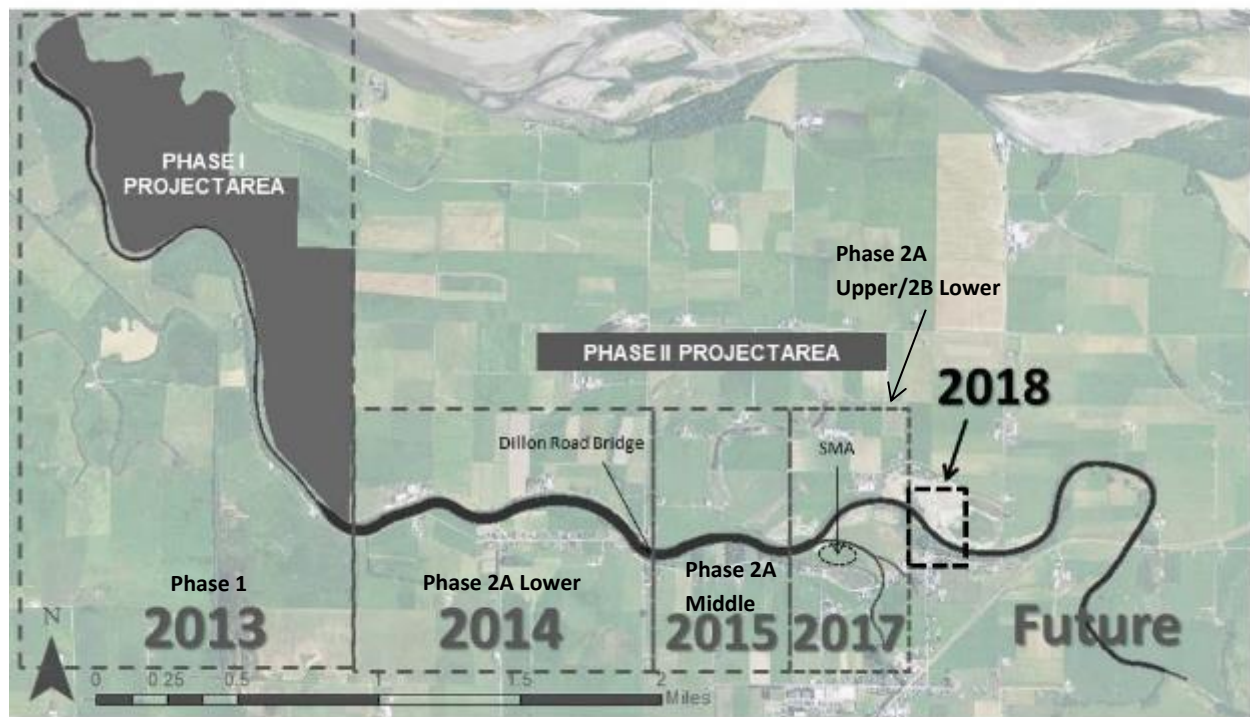 PHASE I
PROJECTAREA
Phase 2A
Upper/2B Lower
PHASE II PROJECTAREA
2018
Dillon Road Bridge
SMA
Phase 1
2013
Phase 2A Lower
2014
Phase 2A
Middle
2015
2017
Future
N
0 0.25 0.5 1 1.5 2
Miles